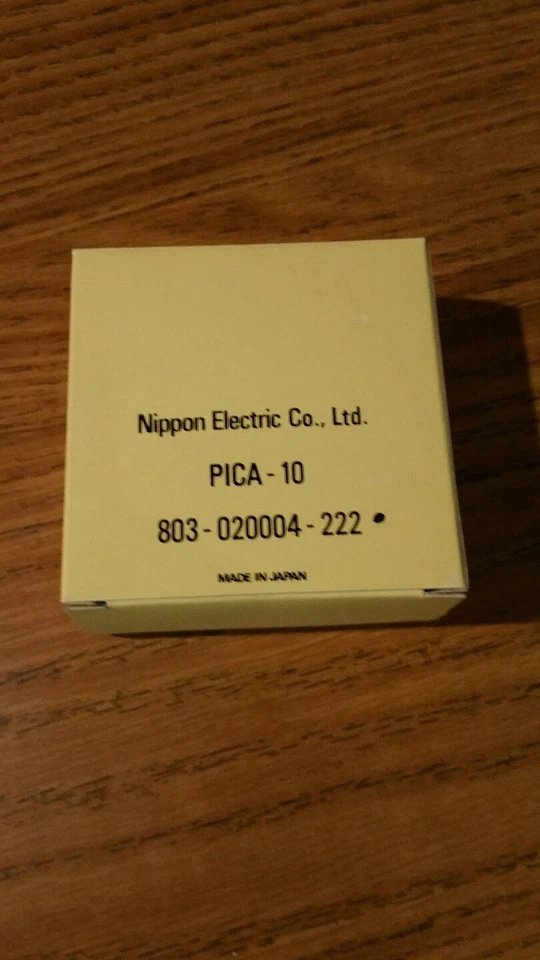 Nippon Electric Co., Ltd.
PICA - 10
803 - 020004 - 222
MADE IN JAPAN